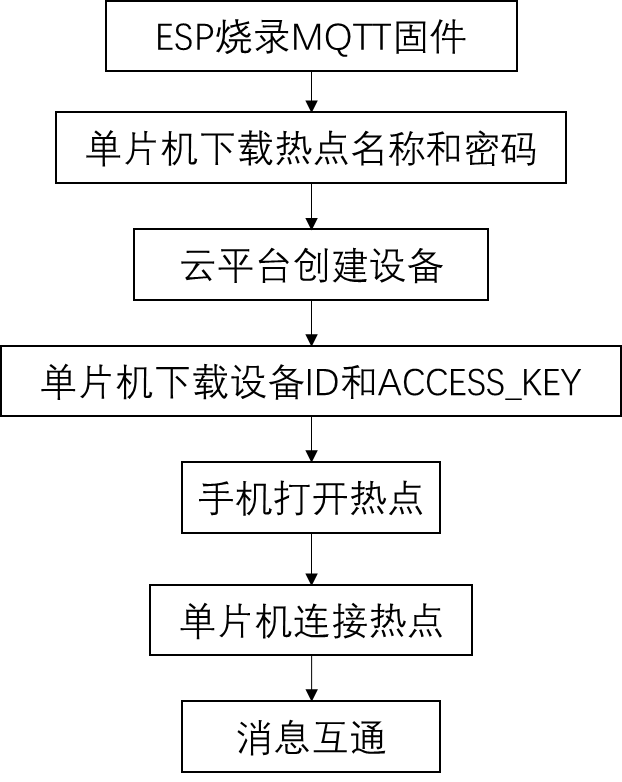 ESP烧录MQTT固件
单片机下载热点名称和密码
云平台创建设备
单片机下载设备ID和ACCESS_KEY
手机打开热点
单片机连接热点
消息互通